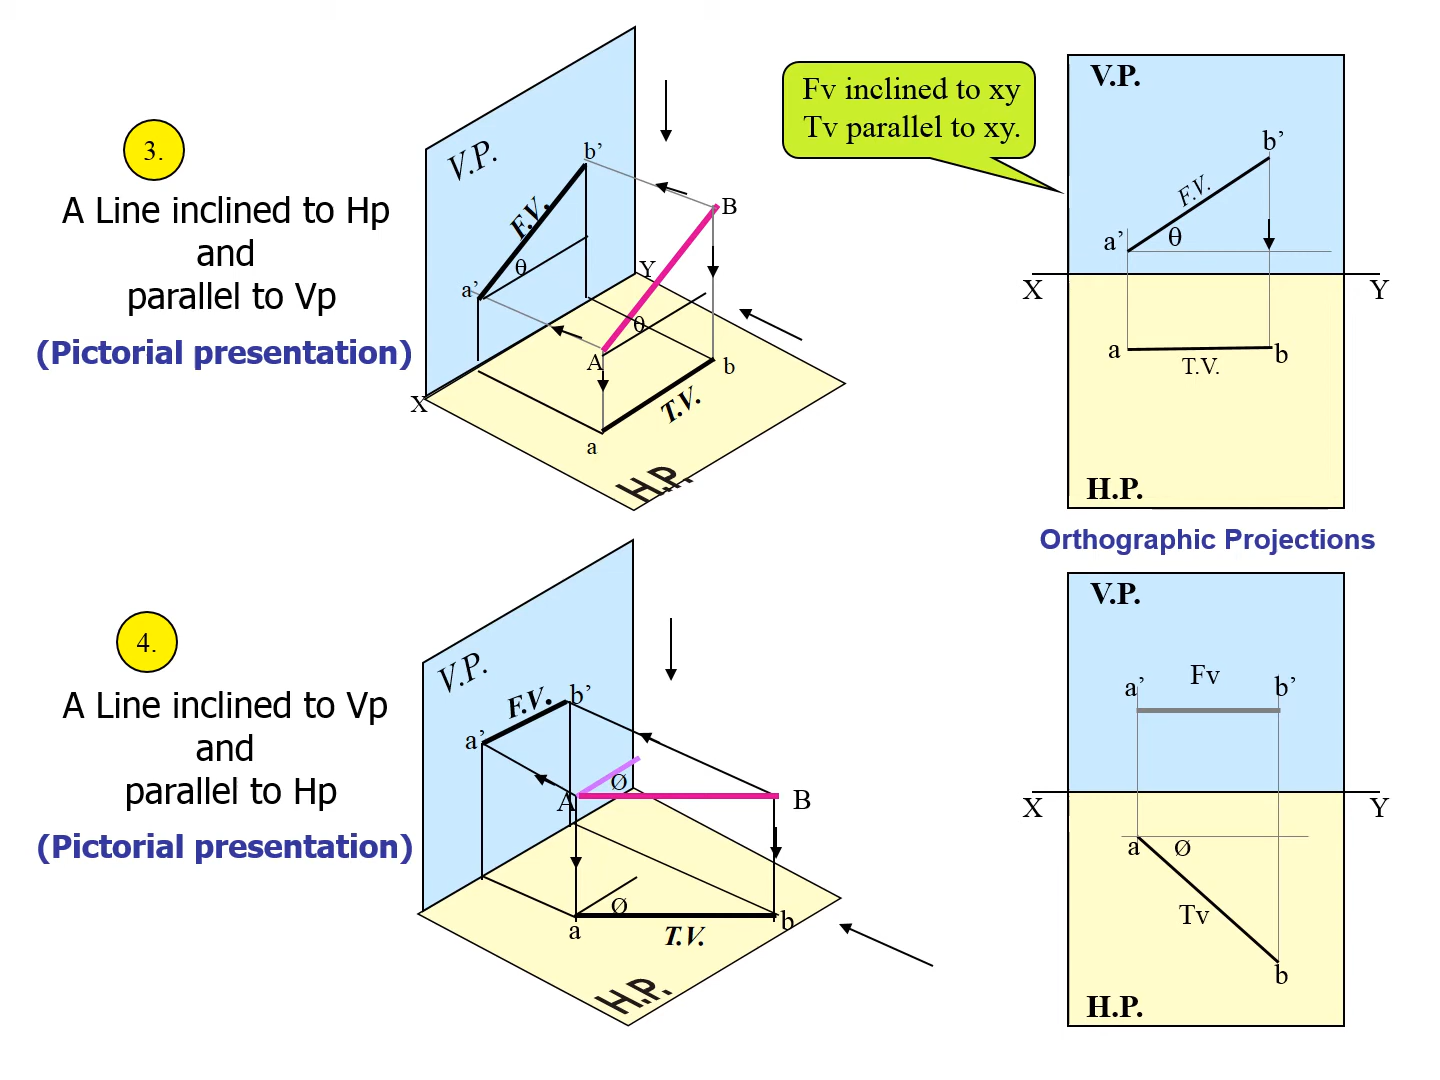 3.
A Line inclined to Hp
and
parallel to Vp
(Pictorial presentation)
V.P.
b’
F.V.
θ
a’
B
Y
θ
A
X
b
T.V.
a
H.P.
Fv inclined to xy
Tv parallel to xy.
V.P.
b’
F.V.
a’
θ
X
Y
a
b
T.V.
H.P.
Orthographic Projections
4.
A Line inclined to Vp
and
parallel to Hp
(Pictorial presentation)
V.P.
F.V.
b’
a’
Ø
A
B
Ø
a
T.V.
b
H.P.
V.P.
Fv
a’
b’
X
Y
a
Ø
Tv
b
H.P.